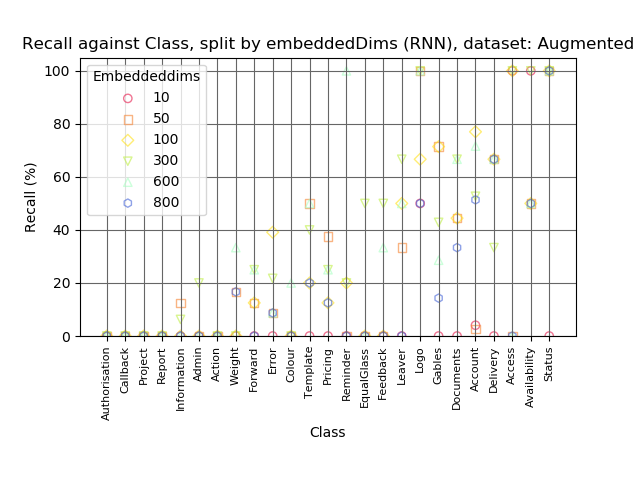 Recall against Class, split by embeddedDims (RNN), dataset: Augmented
Embeddeddims
10
50
100
300
600
800
Recall (%)
100
80
60
40
20
0
Authorisation
Callback
Project
Report
Information
Admin
Action
Weight
Forward
Error
Colour
Template
Pricing
Reminder
EqualGlass
Feedback
Leaver
Logo
Gables
Documents
Account
Delivery
Access
Availability
Status
Class